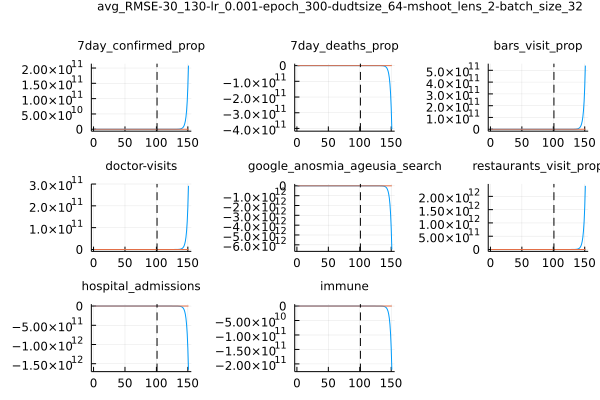 avg_RMSE-30_130-lr_0.001-epoch_300-dudtsize_64-mshoot_lens_2-batch_size_32
7day_confirmed_prop
2.00×10¹¹
1.50×10¹¹
1.00×10¹¹
5.00×10¹⁰
0
0 50 100 150
7day_deaths_prop
0
−1.0×10¹¹
−2.0×10¹¹
−3.0×10¹¹
−4.0×10¹¹
0 50 100 150
bars_visit_prop
5.0×10¹¹
4.0×10¹¹
3.0×10¹¹
2.0×10¹¹
1.0×10¹¹
0
0 50 100 150
doctor-visits
3.0×10¹¹
2.0×10¹¹
1.0×10¹¹
0
0 50 100 150
google_anosmia_ageusia_search
0
−1.0×10¹²
−2.0×10¹²
−3.0×10¹²
−4.0×10¹²
−5.0×10¹²
−6.0×10¹²
0 50 100 150
restaurants_visit_prop
2.00×10¹²
1.50×10¹²
1.00×10¹²
5.00×10¹¹
0
0 50 100 150
hospital_admissions
0
−5.00×10¹¹
−1.00×10¹²
−1.50×10¹²
0 50 100 150
immune
0
−5.00×10¹⁰
−1.00×10¹¹
−1.50×10¹¹
−2.00×10¹¹
0 50 100 150